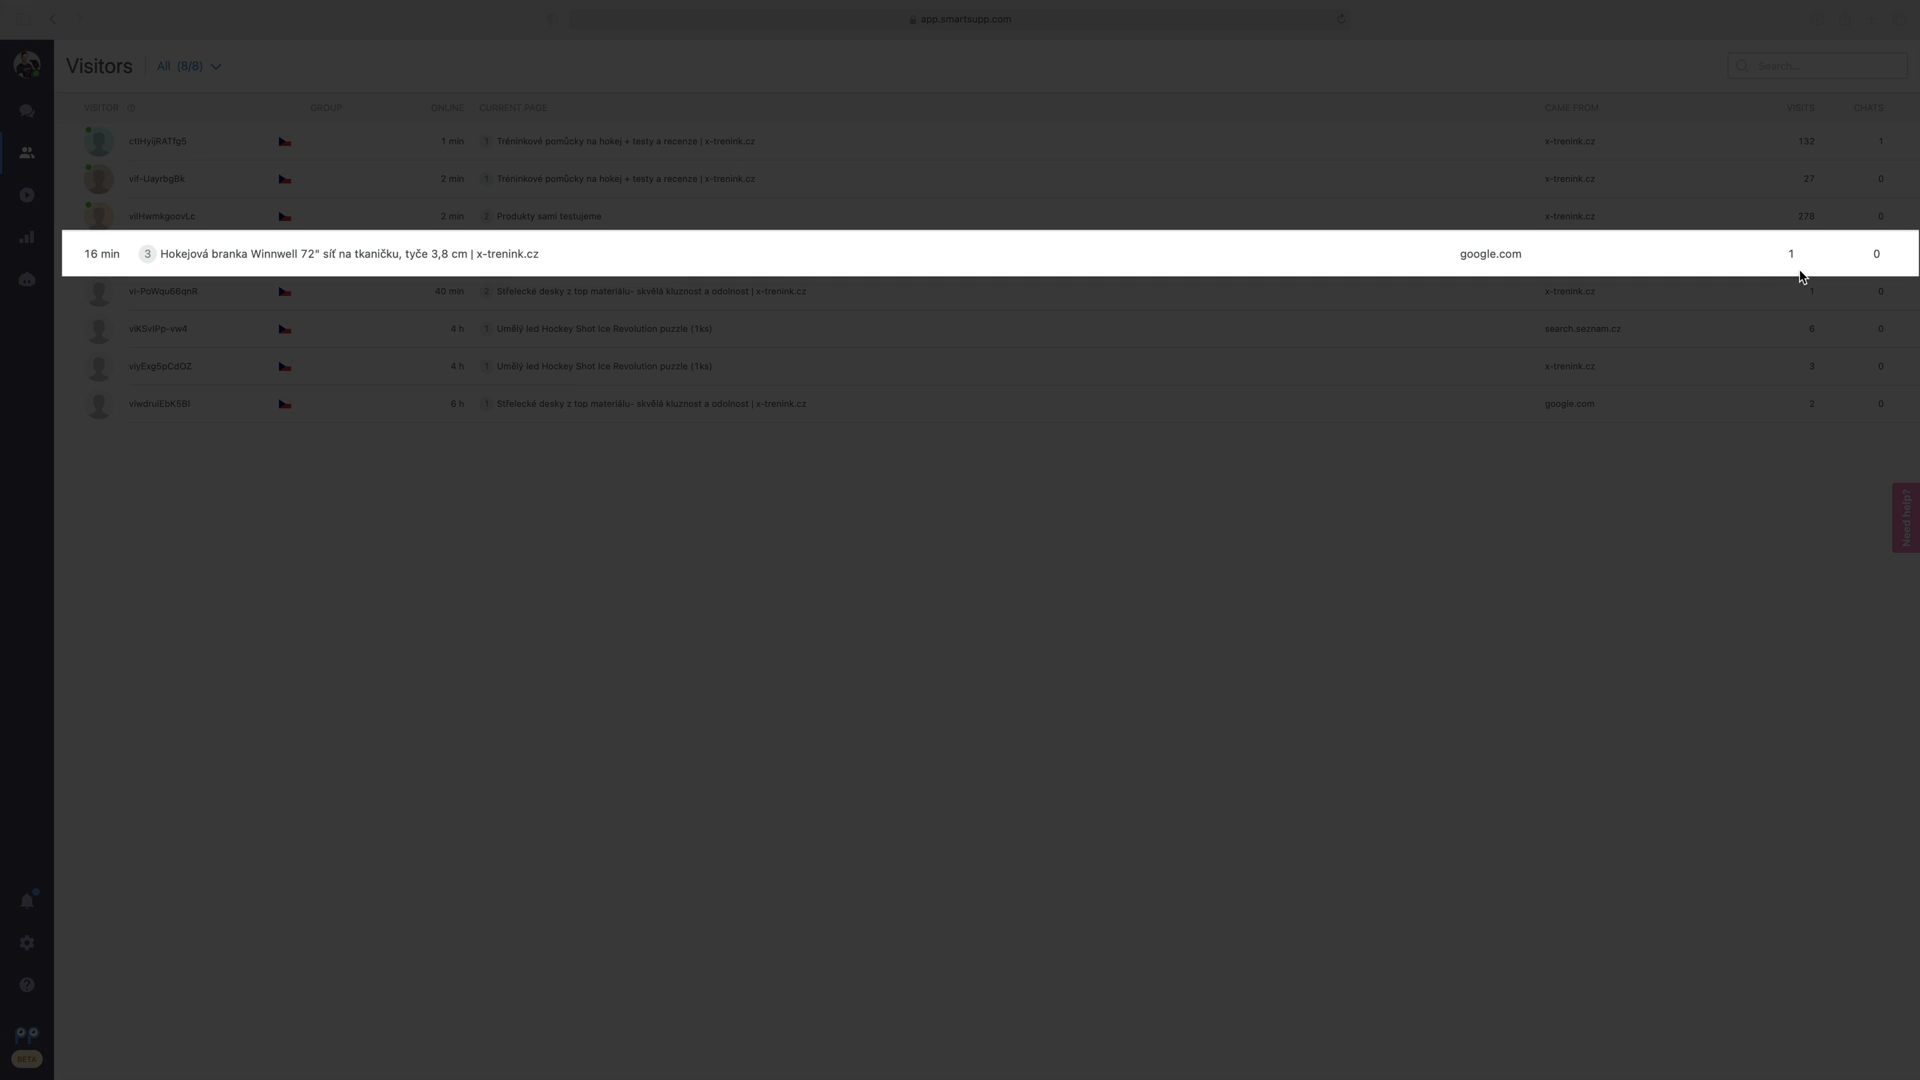 app.smartsupp.com
Visitors All (8/8) Search...
VISITOR GROUP ONLINE CURRENT PAGE CAME FROM VISITS CHATS
ctlHyijRATfg5 1 min 1 Tréninkové pomůcky na hokej + testy a recenze | x-trenink.cz x-trenink.cz 132 1
vif-UayrbgBk 2 min 1 Tréninkové pomůcky na hokej + testy a recenze | x-trenink.cz x-trenink.cz 27 0
viIHwmkgoovLc 2 min 2 Produkty sami testujeme x-trenink.cz 278 0
16 min 3 Hokejová branka Winnwell 72" síť na tkaničku, tyče 3,8 cm | x-trenink.cz google.com 1 0
vi-PoWqu66qnR 40 min 2 Střelecké desky z top materiálu- skvělá kluznost a odolnost | x-trenink.cz x-trenink.cz 1 0
viKSvIPp-vw4 4 h 1 Umělý led Hockey Shot Ice Revolution puzzle (1ks) search.seznam.cz 6 0
viyExg5pCdOZ 4 h 1 Umělý led Hockey Shot Ice Revolution puzzle (1ks) x-trenink.cz 3 0
viwdruiEbK5BI 6 h 1 Střelecké desky z top materiálu- skvělá kluznost a odolnost | x-trenink.cz google.com 2 0
Need help?
BETA